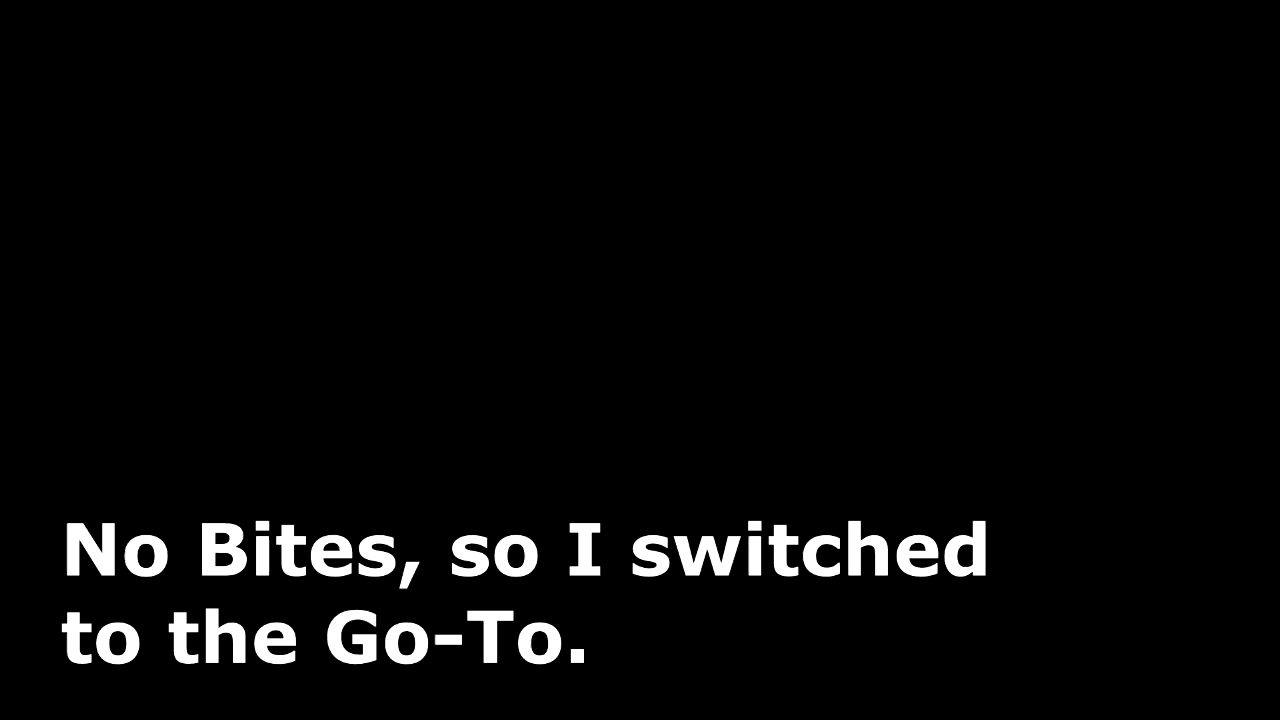 No Bites, so I switched
to the Go-To.